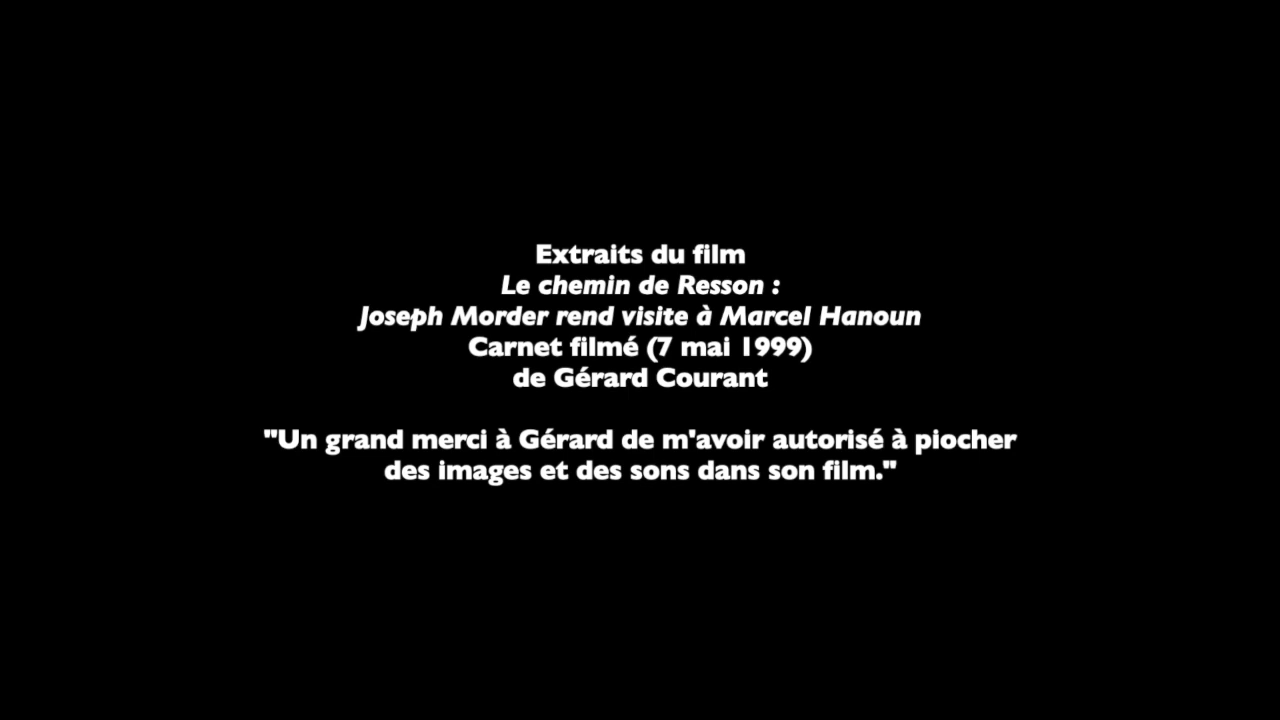 Extraits du film
Le chemin de Resson :
Joseph Morder rend visite à Marcel Hanoun
Carnet filmé (7 mai 1999)
de Gérard Courant
"Un grand merci à Gérard de m'avoir autorisé à piocher
des images et des sons dans son film."